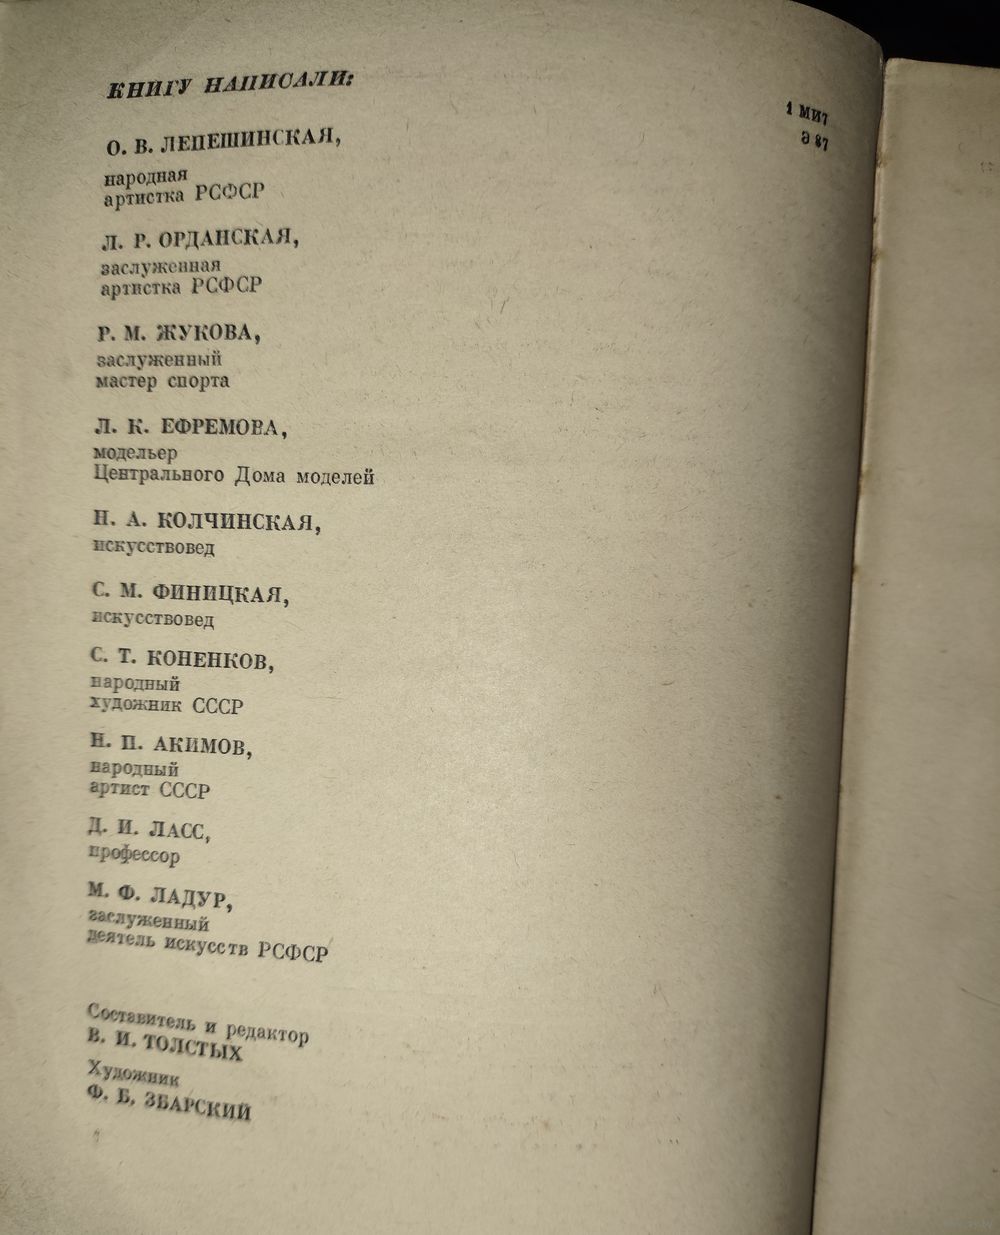 КНИГУ НАПИСАЛИ:
1 МИ7
Э 87
О. В. ЛЕПЕШИНСКАЯ,
народная
артистка РСФСР
Л. Р. ОРДАНСКАЯ,
заслуженная
артистка РСФСР
Р. М. ЖУКОВА,
заслуженный
мастер спорта
Л. К. ЕФРЕМОВА,
модельер
Центрального Дома моделей
Н. А. КОЛЧИНСКАЯ,
искусствовед
С. М. ФИНИЦКАЯ,
искусствовед
С. Т. КОНЕНКОВ,
народный
художник СССР
Н. П. АКИМОВ,
народный
артист СССР
Д. И. ЛАСС,
профессор
М. Ф. ЛАДУР,
заслуженный
деятель искусств РСФСР
Составитель и редактор
В. И. ТОЛСТЫХ
Художник
Ф. Б. ЗБАРСКИЙ